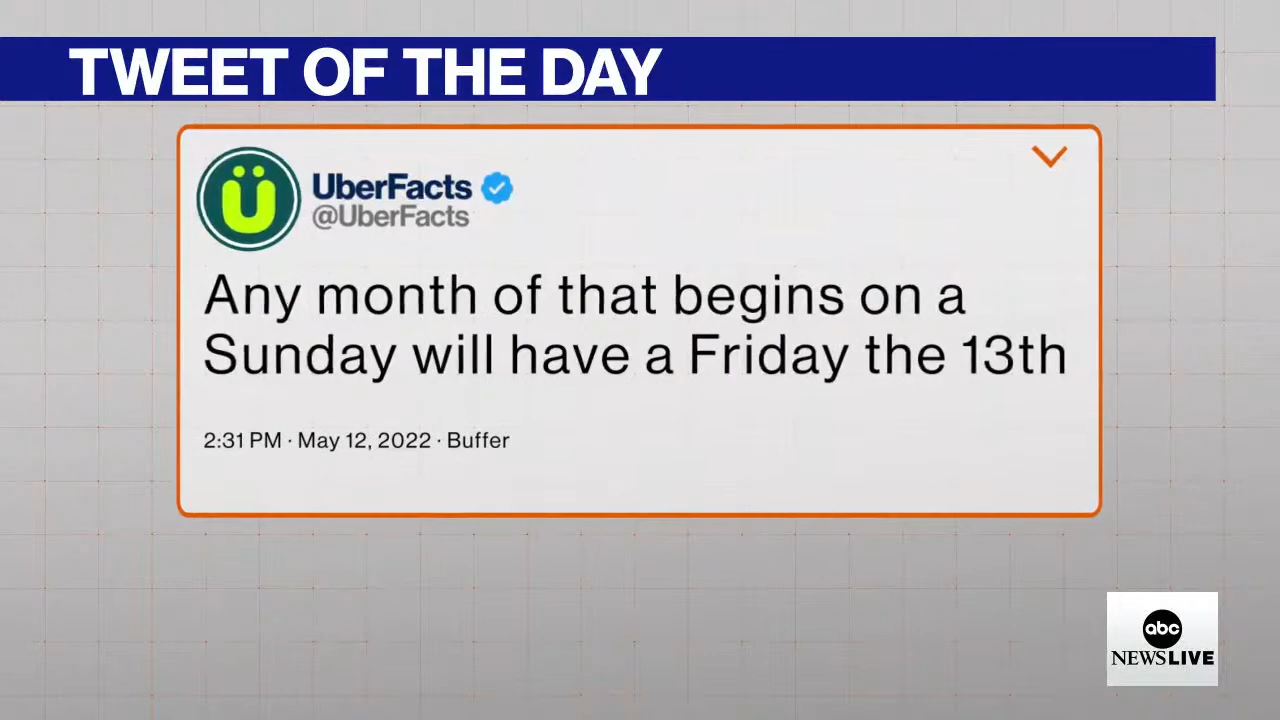 TWEET OF THE DAY
Ü
UberFacts
@UberFacts
Any month of that begins on a
Sunday will have a Friday the 13th
2:31 PM · May 12, 2022 · Buffer
abc
NEWSLIVE